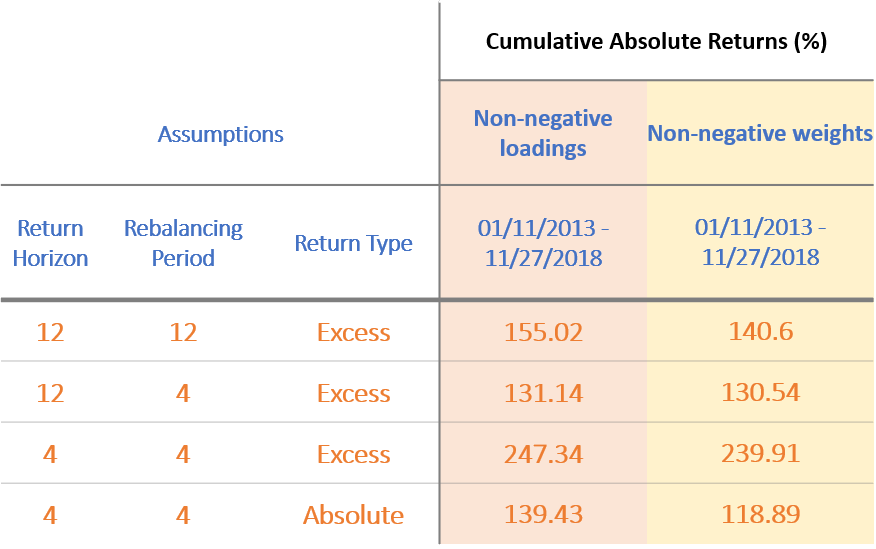 Cumulative Absolute Returns (%)
Assumptions
Non-negative
loadings
Non-negative weights
Return
Horizon
Rebalancing
Period
Return Type
01/11/2013 -
11/27/2018
01/11/2013 -
11/27/2018
12 12 Excess 155.02 140.6
12 4 Excess 131.14 130.54
4 4 Excess 247.34 239.91
4 4 Absolute 139.43 118.89